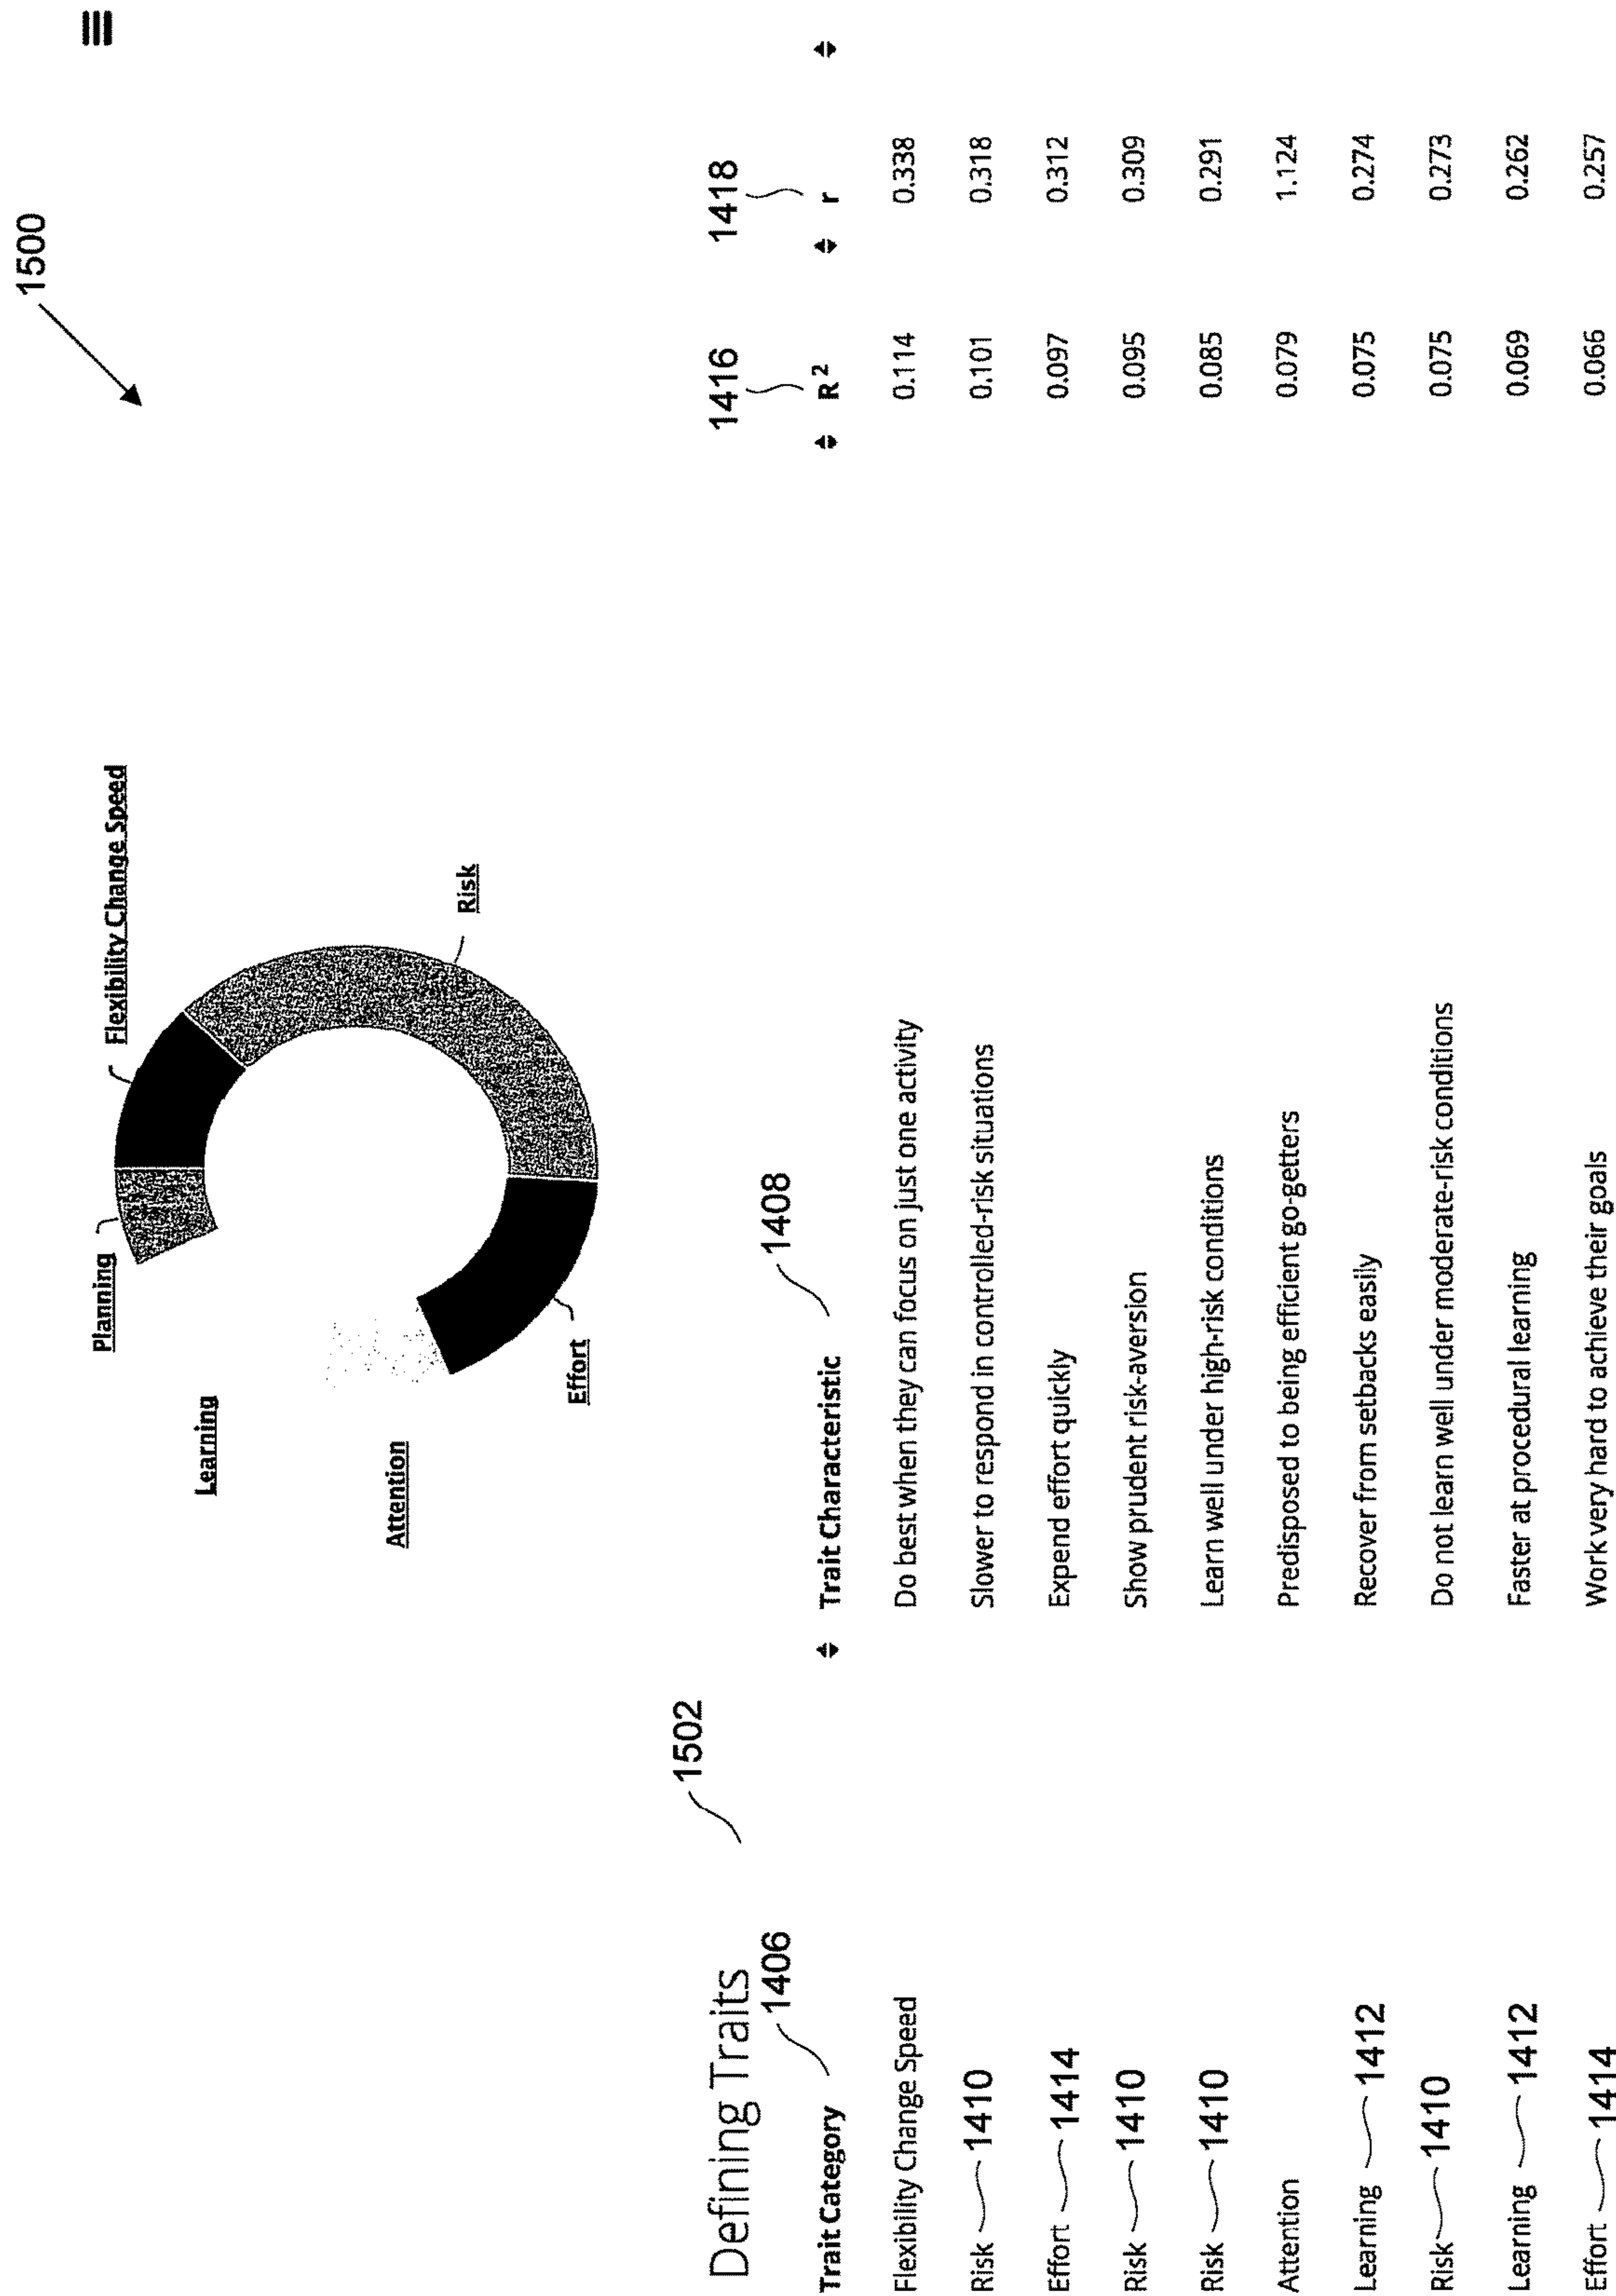 1500
Planning
Flexibility Change Speed
Learning
Risk
Attention
Effort
1502
Defining Traits
1406
1408
1416
1418
Trait Category Trait Characteristic R² r
Flexibility Change Speed Do best when they can focus on just one activity 0.114 0.338
Risk 1410 Slower to respond in controlled-risk situations 0.101 0.318
Effort 1414 Expend effort quickly 0.097 0.312
Risk 1410 Show prudent risk-aversion 0.095 0.309
Risk 1410 Learn well under high-risk conditions 0.085 0.291
Attention Predisposed to being efficient go-getters 0.079 1.124
Learning 1412 Recover from setbacks easily 0.075 0.274
Risk 1410 Do not learn well under moderate-risk conditions 0.075 0.273
Learning 1412 Faster at procedural learning 0.069 0.262
Effort 1414 Work very hard to achieve their goals 0.066 0.257